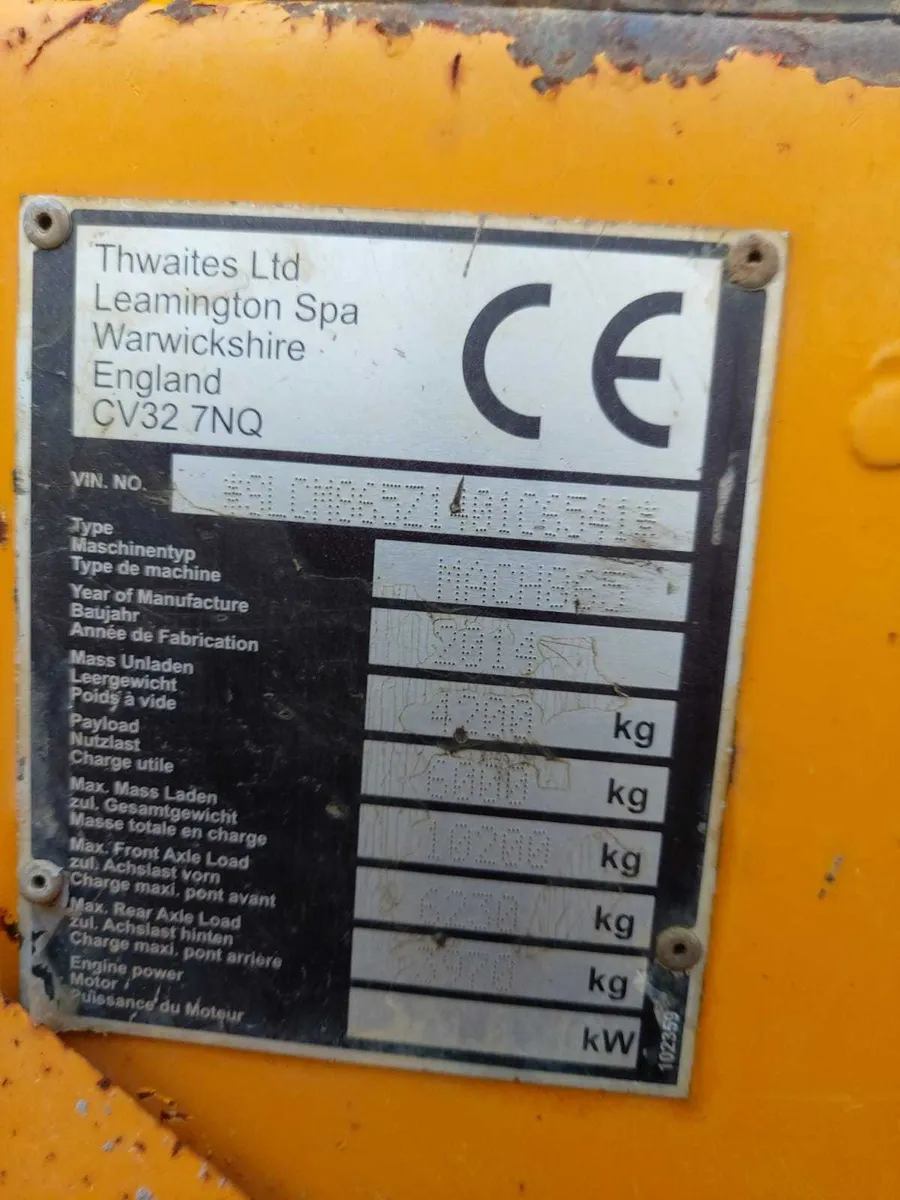 Thwaites Ltd
Leamington Spa
Warwickshire
England
CV32 7NQ
CE
VIN. NO.
Type
Maschinentyp
Type de machine
Year of Manufacture
Baujahr 2014
Année de Fabrication
Mass Unladen
Leergewicht kg
Poids à vide
Payload
Nutzlast 6000 kg
Charge utile
Max. Mass Laden
zul. Gesamtgewicht 10200 kg
Masse totale en charge
Max. Front Axle Load
zul. Achslast vorn kg
Charge maxi. pont avant
Max. Rear Axle Load
zul. Achslast hinten kg
Charge maxi. pont arriere
Engine power
Motor kW
Puissance du Moteur
102359